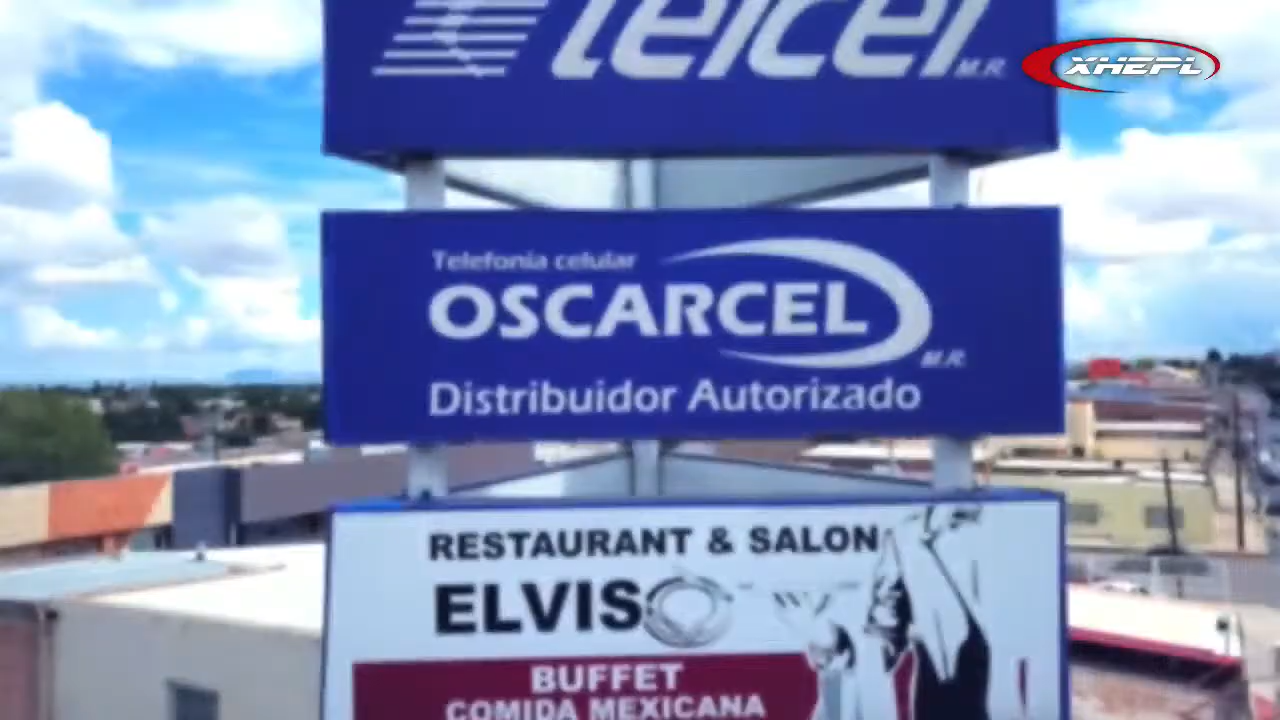 telcel M.R.
XHEPL
Telefonía celular
OSCARCEL
M.R.
Distribuidor Autorizado
RESTAURANT & SALON
ELVIS
BUFFET
COMIDA MEXICANA